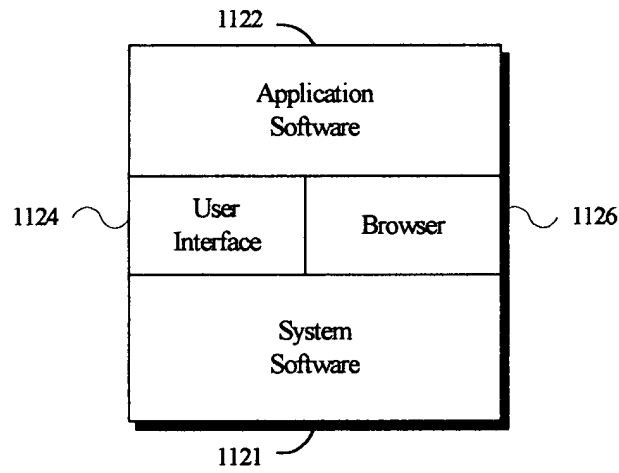 1122
Application
Software
1124
User
Interface
Browser
1126
System
Software
1121